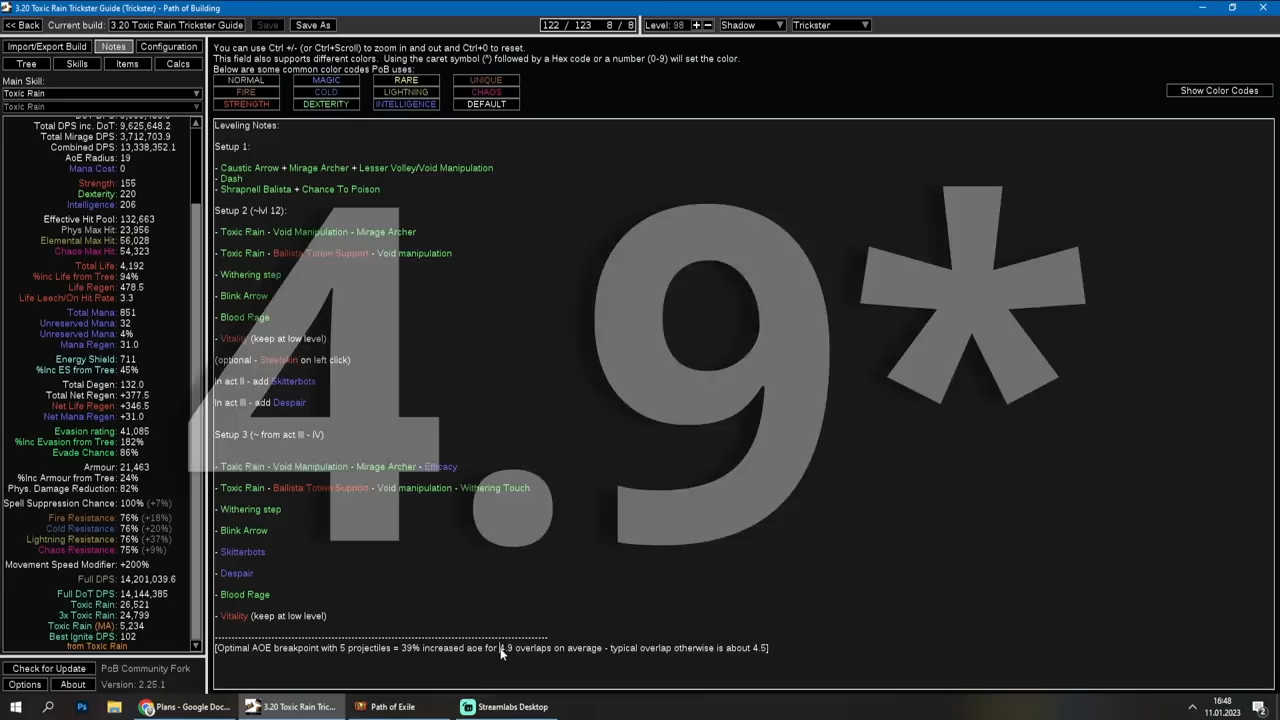 3.20 Toxic Rain Trickster Guide (Trickster) - Path of Building
<< Back Current build: 3.20 Toxic Rain Trickster Guide Save Save As 122 / 123 8 / 8 Level: 98 Shadow Trickster
Import/Export Build Notes Configuration
Tree Skills Items Calcs
Main Skill:
Toxic Rain
Toxic Rain
Total DPS inc. DoT: 9,625,648.2
Total Mirage DPS: 3,712,703.9
Combined DPS: 13,338,352.1
AoE Radius: 19
Mana Cost: 0
Strength: 155
Dexterity: 220
Intelligence: 206
Effective Hit Pool: 132,663
Phys Max Hit: 23,956
Elemental Max Hit: 56,028
Chaos Max Hit: 54,323
Total Life: 4,192
%Inc Life from Tree: 94%
Life Regen: 478.5
Life Leech/On Hit Rate: 3.3
Total Mana: 851
Unreserved Mana: 32
Unreserved Mana: 4%
Mana Regen: 31.0
Energy Shield: 711
%Inc ES from Tree: 45%
Total Degen: 132.0
Total Net Regen: +377.5
Net Life Regen: +346.5
Net Mana Regen: +31.0
Evasion rating: 41,085
%Inc Evasion from Tree: 182%
Evade Chance: 86%
Armour: 21,463
%Inc Armour from Tree: 24%
Phys. Damage Reduction: 82%
Spell Suppression Chance: 100% (+7%)
Fire Resistance: 76% (+18%)
Cold Resistance: 76% (+20%)
Lightning Resistance: 76% (+37%)
Chaos Resistance: 75% (+9%)
Movement Speed Modifier: +200%
Full DPS: 14,201,039.6
Full DoT DPS: 14,144,385
Toxic Rain: 26,521
3x Toxic Rain: 24,799
Toxic Rain (MA): 5,234
Best Ignite DPS: 102
from Toxic Rain
Check for Update PoB Community Fork
Options About Version: 2.25.1
You can use Ctrl +/- (or Ctrl+Scroll) to zoom in and out and Ctrl+0 to reset.
This field also supports different colors. Using the caret symbol (^) followed by a Hex code or a number (0-9) will set the color.
Below are some common color codes PoB uses:
NORMAL MAGIC RARE UNIQUE
FIRE COLD LIGHTNING CHAOS
STRENGTH DEXTERITY INTELLIGENCE DEFAULT
Show Color Codes
Leveling Notes:
Setup 1:
- Caustic Arrow + Mirage Archer + Lesser Volley/Void Manipulation
- Dash
- Shrapnell Balista + Chance To Poison
Setup 2 (~lvl 12):
- Toxic Rain - Void Manipulation - Mirage Archer
- Toxic Rain - Ballista Totem Support - Void manipulation
- Withering step
- Blink Arrow
- Blood Rage
- Vitality (keep at low level)
(optional - Steelskin on left click)
In act II - add Skitterbots
In act III - add Despair
Setup 3 (~ from act III - IV)
- Toxic Rain - Void Manipulation - Mirage Archer - Efficacy
- Toxic Rain - Ballista Totem Support - Void manipulation - Withering Touch
- Withering step
- Blink Arrow
- Skitterbots
- Despair
- Blood Rage
- Vitality (keep at low level)
[Optimal AOE breakpoint with 5 projectiles = 39% increased aoe for 4.9 overlaps on average - typical overlap otherwise is about 4.5]
4.9*
Plans - Google Doc... 3.20 Toxic Rain Tric... Path of Exile Streamlabs Desktop
16:48
11.01.2023
2